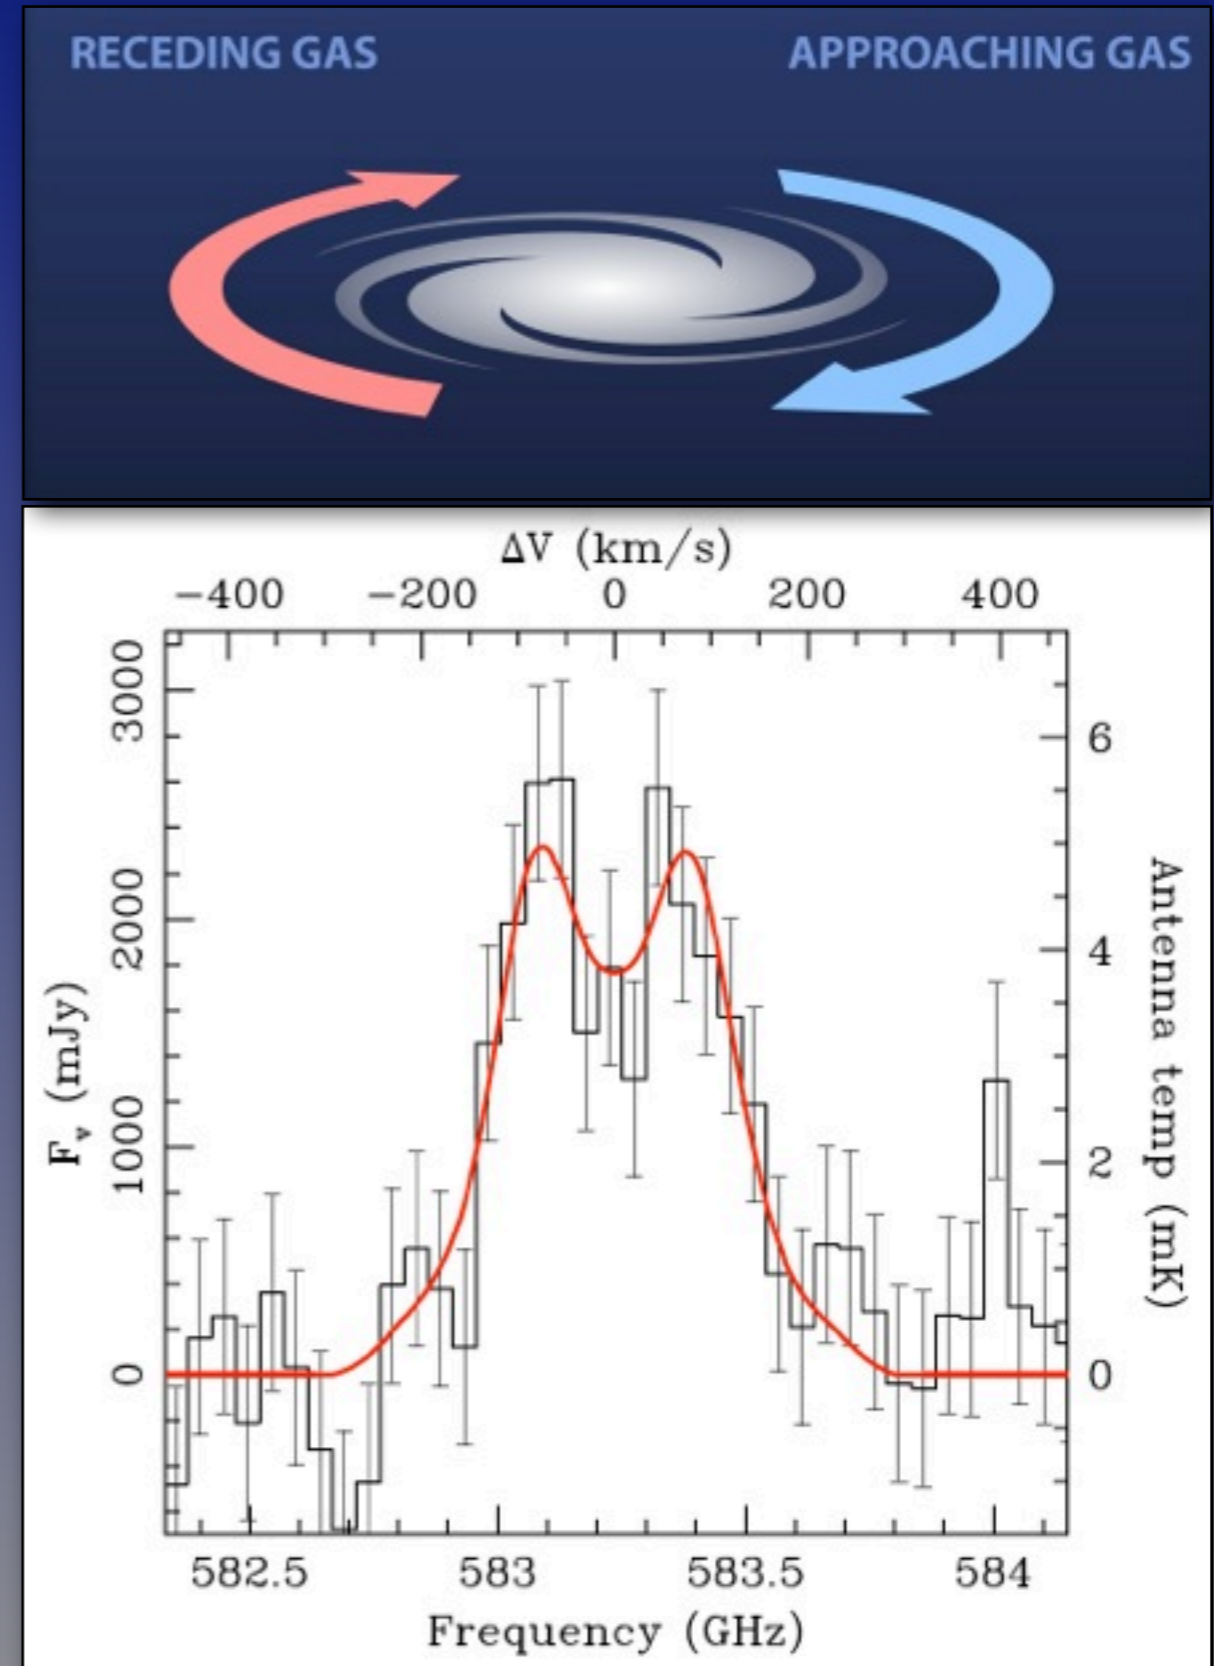 RECEDING GAS APPROACHING GAS
ΔV (km/s)
−400 −200 0 200 400
3000
2000
1000
0
Fᵥ (mJy)
6
4
2
0
Antenna temp (mK)
582.5 583 583.5 584
Frequency (GHz)